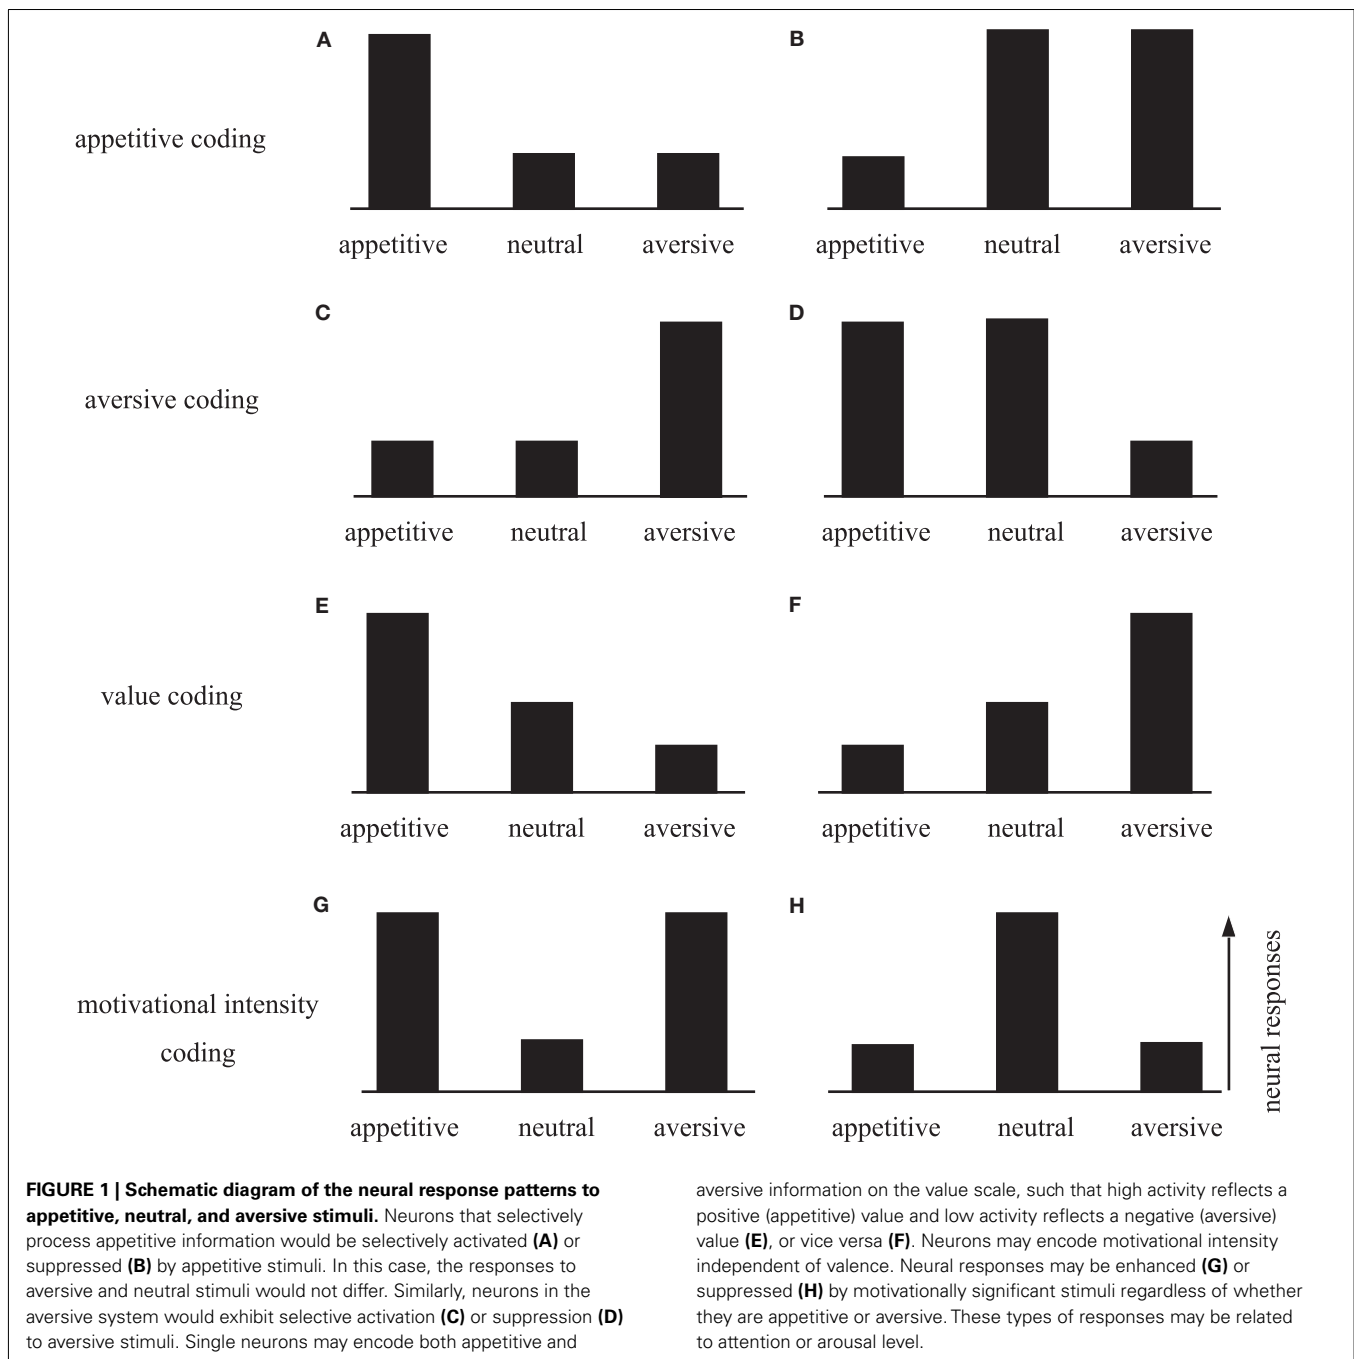 A
B
appetitive coding
appetitive neutral aversive
appetitive neutral aversive
C
D
aversive coding
appetitive neutral aversive
appetitive neutral aversive
E
F
value coding
appetitive neutral aversive
appetitive neutral aversive
G
H
motivational intensity
coding
neural responses
appetitive neutral aversive
appetitive neutral aversive
FIGURE 1 | Schematic diagram of the neural response patterns to
appetitive, neutral, and aversive stimuli. Neurons that selectively
process appetitive information would be selectively activated (A) or
suppressed (B) by appetitive stimuli. In this case, the responses to
aversive and neutral stimuli would not differ. Similarly, neurons in the
aversive system would exhibit selective activation (C) or suppression (D)
to aversive stimuli. Single neurons may encode both appetitive and
aversive information on the value scale, such that high activity reflects a
positive (appetitive) value and low activity reflects a negative (aversive)
value (E), or vice versa (F). Neurons may encode motivational intensity
independent of valence. Neural responses may be enhanced (G) or
suppressed (H) by motivationally significant stimuli regardless of whether
they are appetitive or aversive. These types of responses may be related
to attention or arousal level.